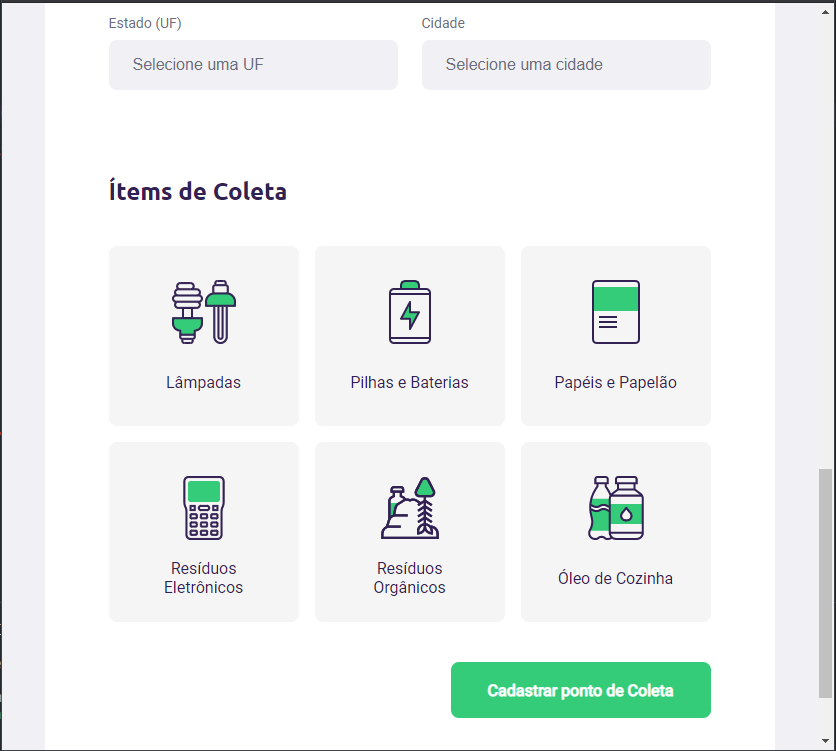 Estado (UF)
Cidade
Selecione uma UF
Selecione uma cidade
Ítems de Coleta
Lâmpadas
Pilhas e Baterias
Papéis e Papelão
Resíduos
Eletrônicos
Resíduos
Orgânicos
Óleo de Cozinha
Cadastrar ponto de Coleta